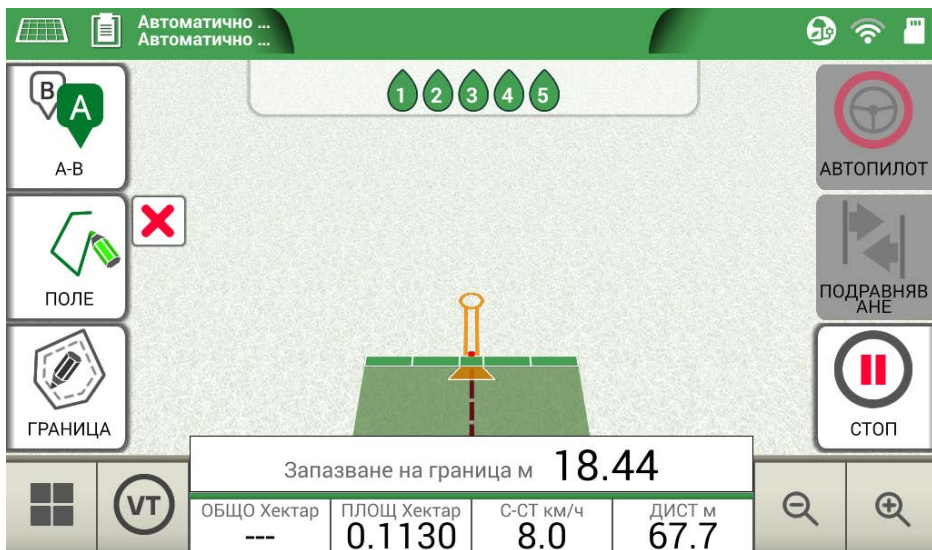 Автоматично ...
Автоматично ...
B
A
A-B
1 2 3 4 5
АВТОПИЛОТ
ПОЛЕ
ПОДРАВНЯВ
АНЕ
ГРАНИЦА
СТОП
Запазване на граница м 18.44
VT
ОБЩО Хектар ПЛОЩ Хектар С-СТ км/ч ДИСТ м
--- 0.1130 8.0 67.7